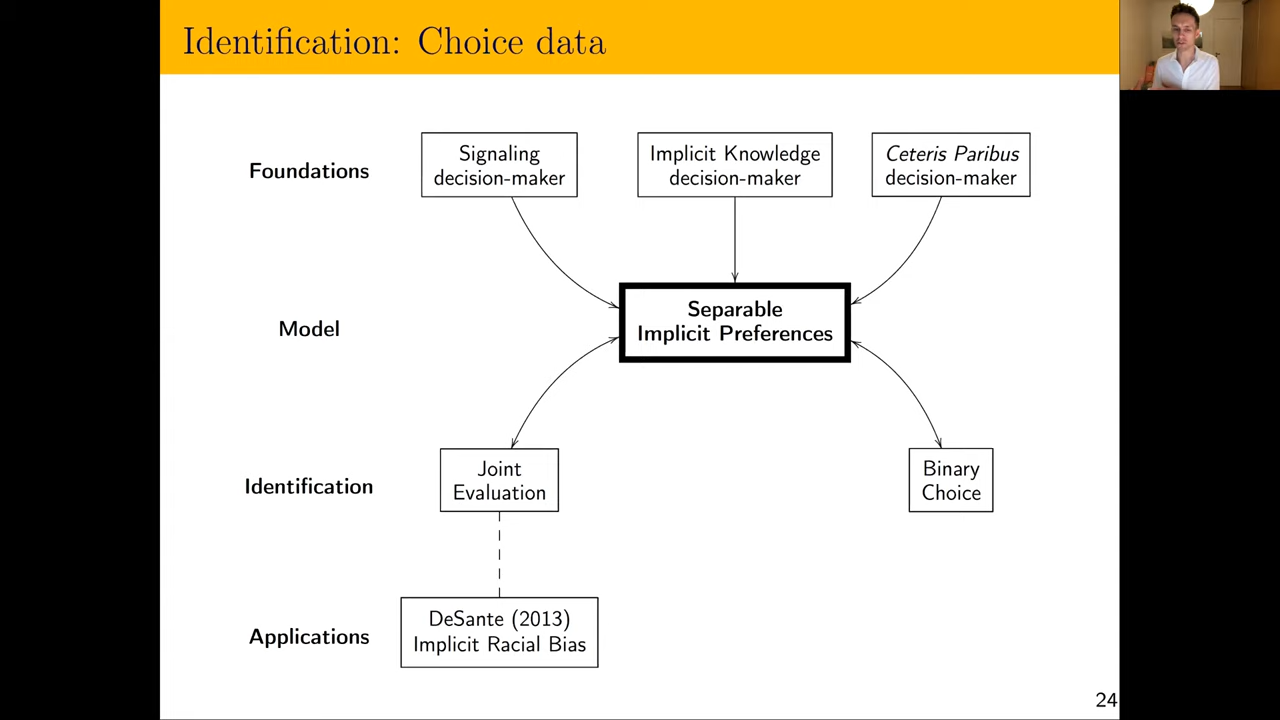 Identification: Choice data
Foundations
Signaling
decision-maker
Implicit Knowledge
decision-maker
Ceteris Paribus
decision-maker
Model
Separable
Implicit Preferences
Identification
Joint
Evaluation
Binary
Choice
Applications
DeSante (2013)
Implicit Racial Bias
24